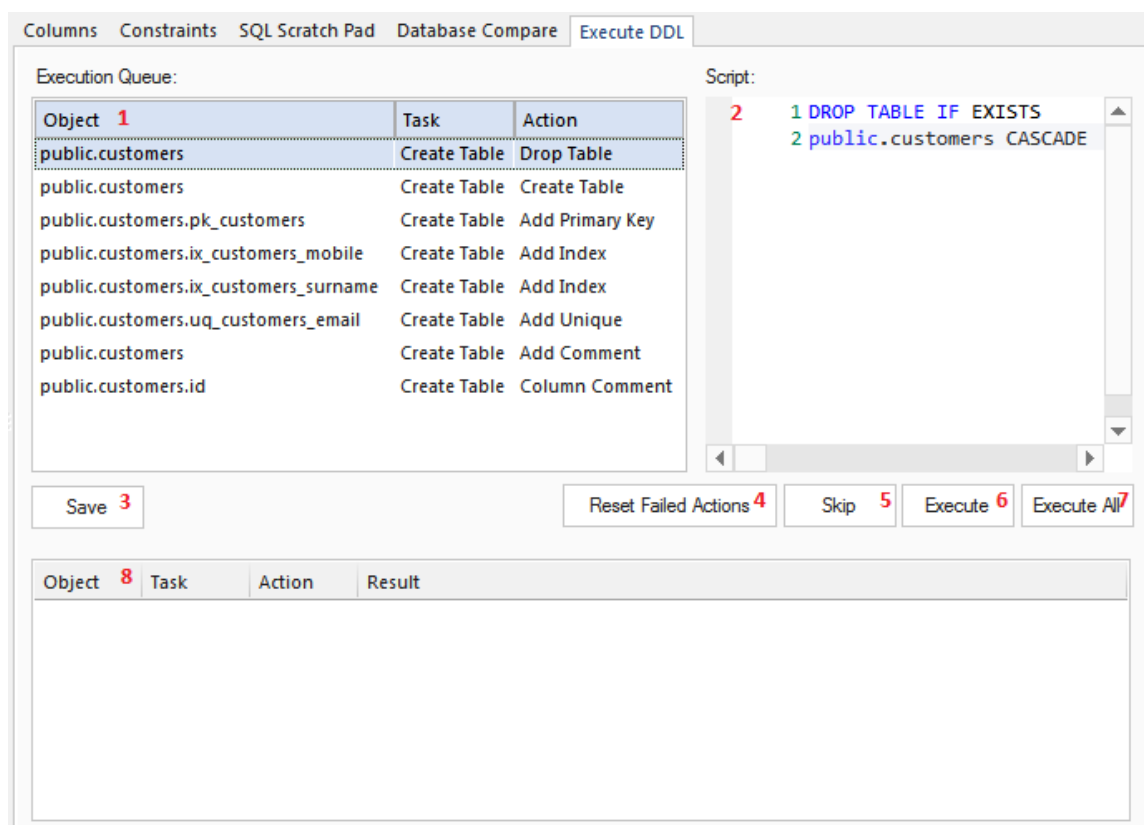 Columns Constraints SQL Scratch Pad Database Compare Execute DDL
Execution Queue:
Object 1 Task Action
public.customers Create Table Drop Table
public.customers Create Table Create Table
public.customers.pk_customers Create Table Add Primary Key
public.customers.ix_customers_mobile Create Table Add Index
public.customers.ix_customers_surname Create Table Add Index
public.customers.uq_customers_email Create Table Add Unique
public.customers Create Table Add Comment
public.customers.id Create Table Column Comment
Script:
2 1 DROP TABLE IF EXISTS
2 public.customers CASCADE
Save 3 Reset Failed Actions 4 Skip 5 Execute 6 Execute All 7
Object 8 Task Action Result